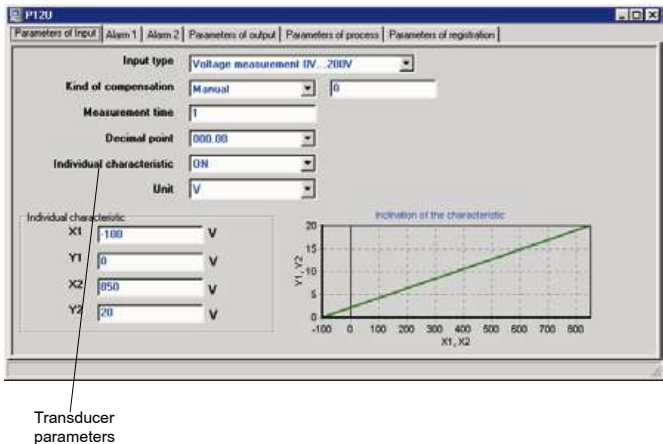 P12U
Parameters of Input Alarm 1 Alarm 2 Parameters of output Parameters of process Parameters of registration
Input type Voltage measurement 0V...200V
Kind of compensation Manual 0
Measurement time 1
Decimal point 000.00
Individual characteristic ON
Unit V
Individual characteristic
X1 -100 V
Y1 0 V
X2 850 V
Y2 20 V
Inclination of the characteristic
Y1, Y2
20
15
10
5
0
-100 0 100 200 300 400 500 600 700 800
X1, X2
Transducer
parameters